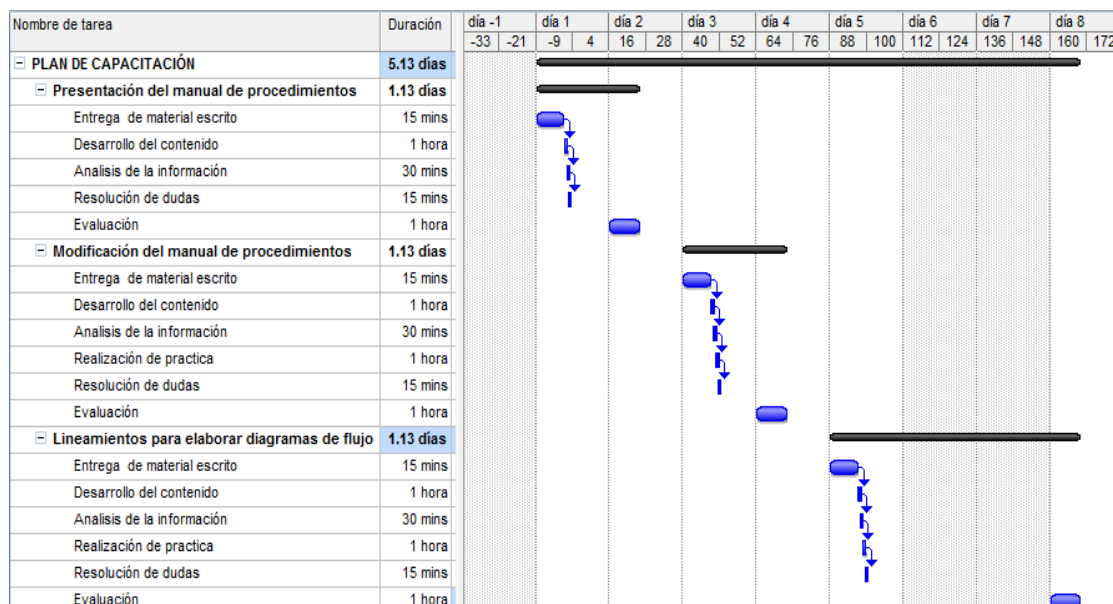 Nombre de tarea Duración día -1 día 1 día 2 día 3 día 4 día 5 día 6 día 7 día 8
-33 -21 -9 4 16 28 40 52 64 76 88 100 112 124 136 148 160 172
PLAN DE CAPACITACIÓN 5.13 días
Presentación del manual de procedimientos 1.13 días
Entrega de material escrito 15 mins
Desarrollo del contenido 1 hora
Analisis de la información 30 mins
Resolución de dudas 15 mins
Evaluación 1 hora
Modificación del manual de procedimientos 1.13 días
Entrega de material escrito 15 mins
Desarrollo del contenido 1 hora
Analisis de la información 30 mins
Realización de practica 1 hora
Resolución de dudas 15 mins
Evaluación 1 hora
Lineamientos para elaborar diagramas de flujo 1.13 días
Entrega de material escrito 15 mins
Desarrollo del contenido 1 hora
Analisis de la información 30 mins
Realización de practica 1 hora
Resolución de dudas 15 mins
Evaluación 1 hora